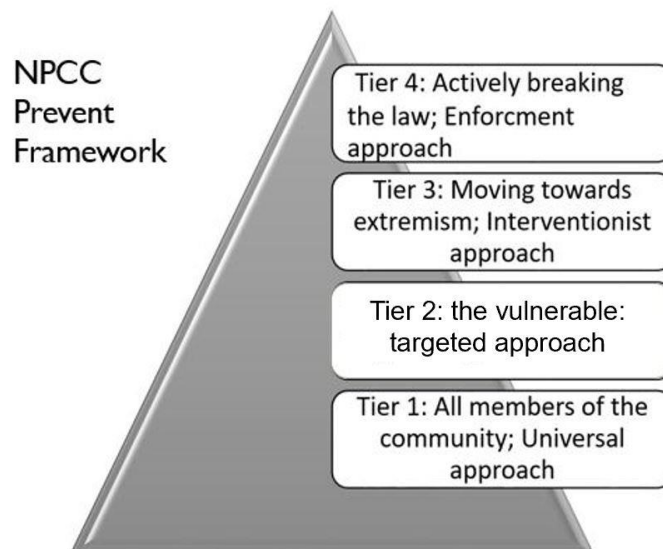 NPCC
Prevent
Framework
Tier 4: Actively breaking
the law; Enforcment
approach
Tier 3: Moving towards
extremism; Interventionist
approach
Tier 2: the vulnerable:
targeted approach
Tier 1: All members of the
community; Universal
approach